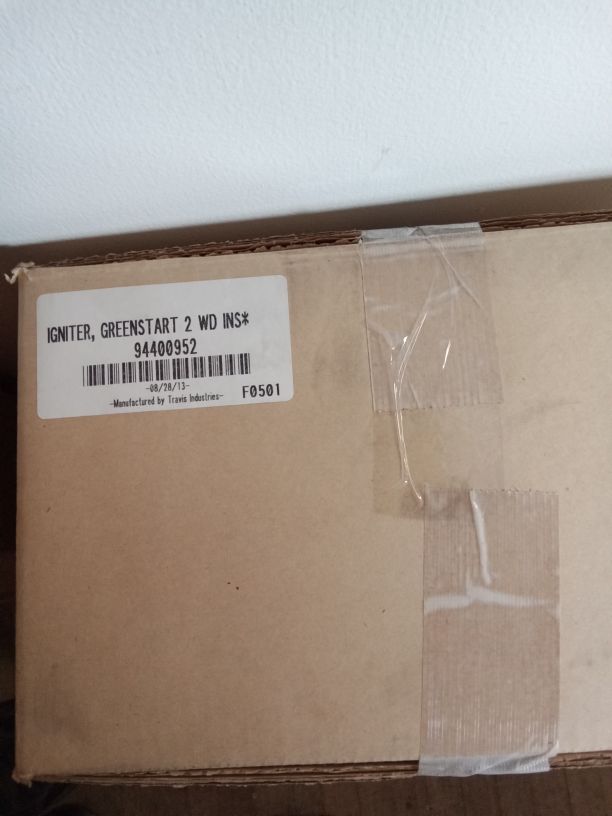 IGNITER, GREENSTART 2 WD INS*
94400952
-08/28/13-
-Manufactured by Travis Industries-
F0501